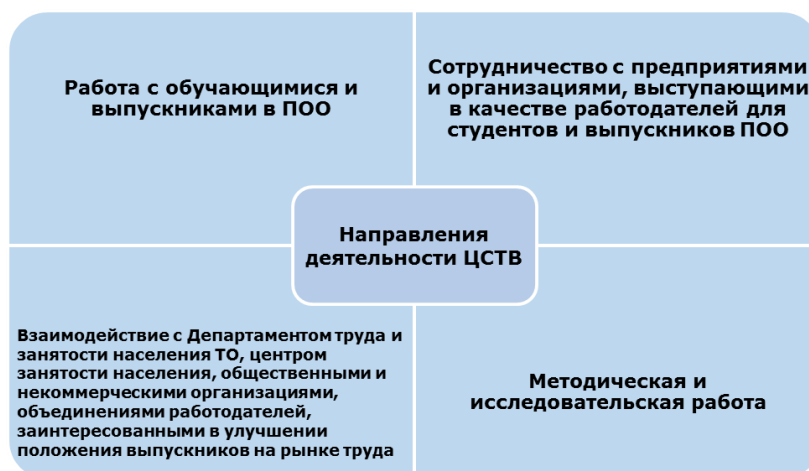 Работа с обучающимися и
выпускниками в ПОО
Сотрудничество с предприятиями
и организациями, выступающими
в качестве работодателей для
студентов и выпускников ПОО
Направления
деятельности ЦСТВ
Взаимодействие с Департаментом труда и
занятости населения ТО, центром
занятости населения, общественными и
некоммерческими организациями,
объединениями работодателей,
заинтересованными в улучшении
положения выпускников на рынке труда
Методическая и
исследовательская работа